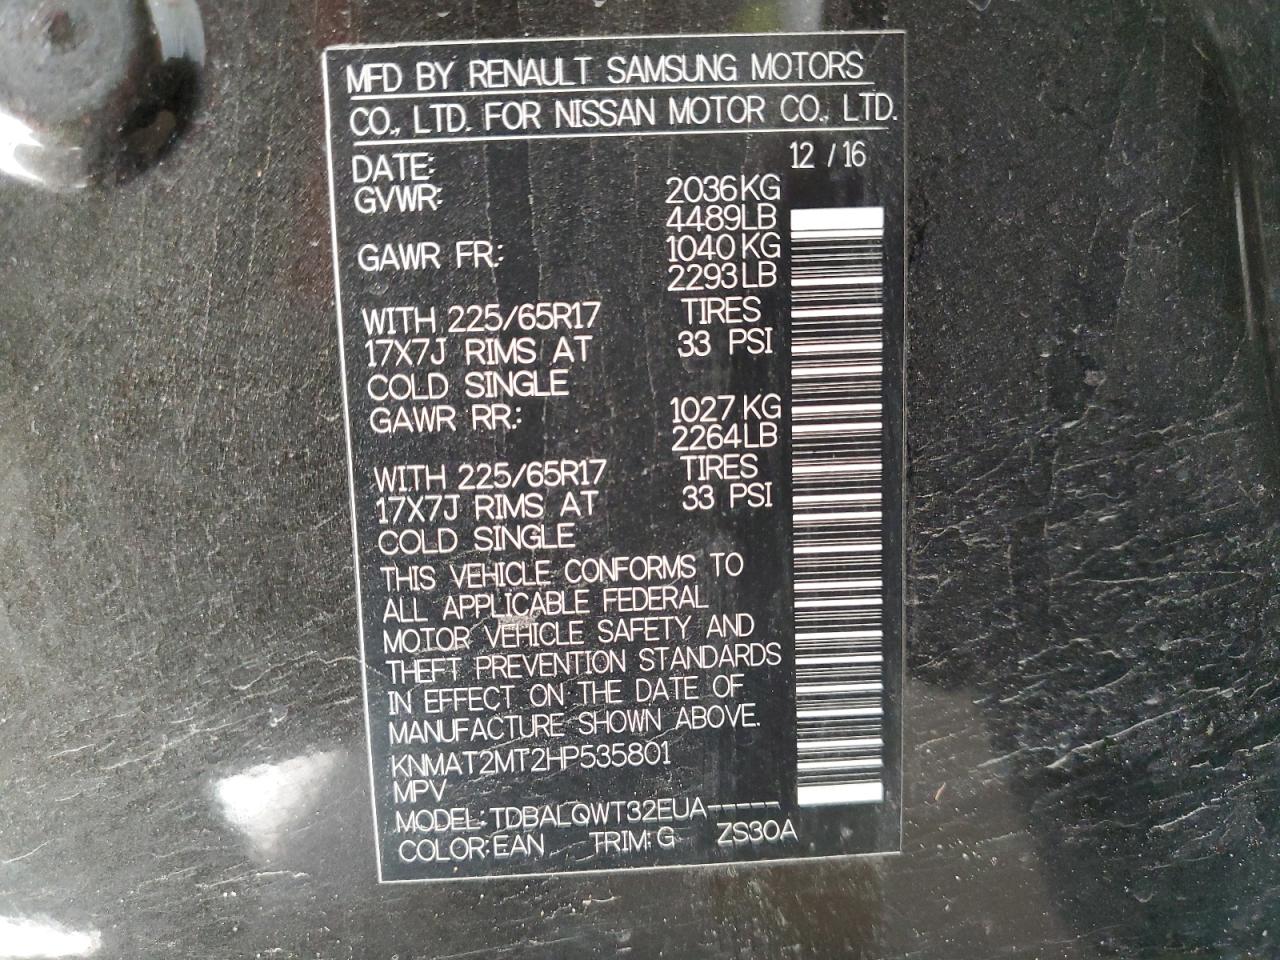 MFD BY RENAULT SAMSUNG MOTORS
CO., LTD. FOR NISSAN MOTOR CO., LTD.
DATE: 12 / 16
GVWR: 2036KG
4489LB
GAWR FR.: 1040KG
2293LB
WITH 225/65R17 TIRES
17X7J RIMS AT 33 PSI
COLD SINGLE
GAWR RR.: 1027KG
2264LB
WITH 225/65R17 TIRES
17X7J RIMS AT 33 PSI
COLD SINGLE
THIS VEHICLE CONFORMS TO
ALL APPLICABLE FEDERAL
MOTOR VEHICLE SAFETY AND
THEFT PREVENTION STANDARDS
IN EFFECT ON THE DATE OF
MANUFACTURE SHOWN ABOVE.
KNMAT2MT2HP535801
MPV
MODEL:TDBALQWT32EUA-----
COLOR:EAN TRIM:G ZS30A